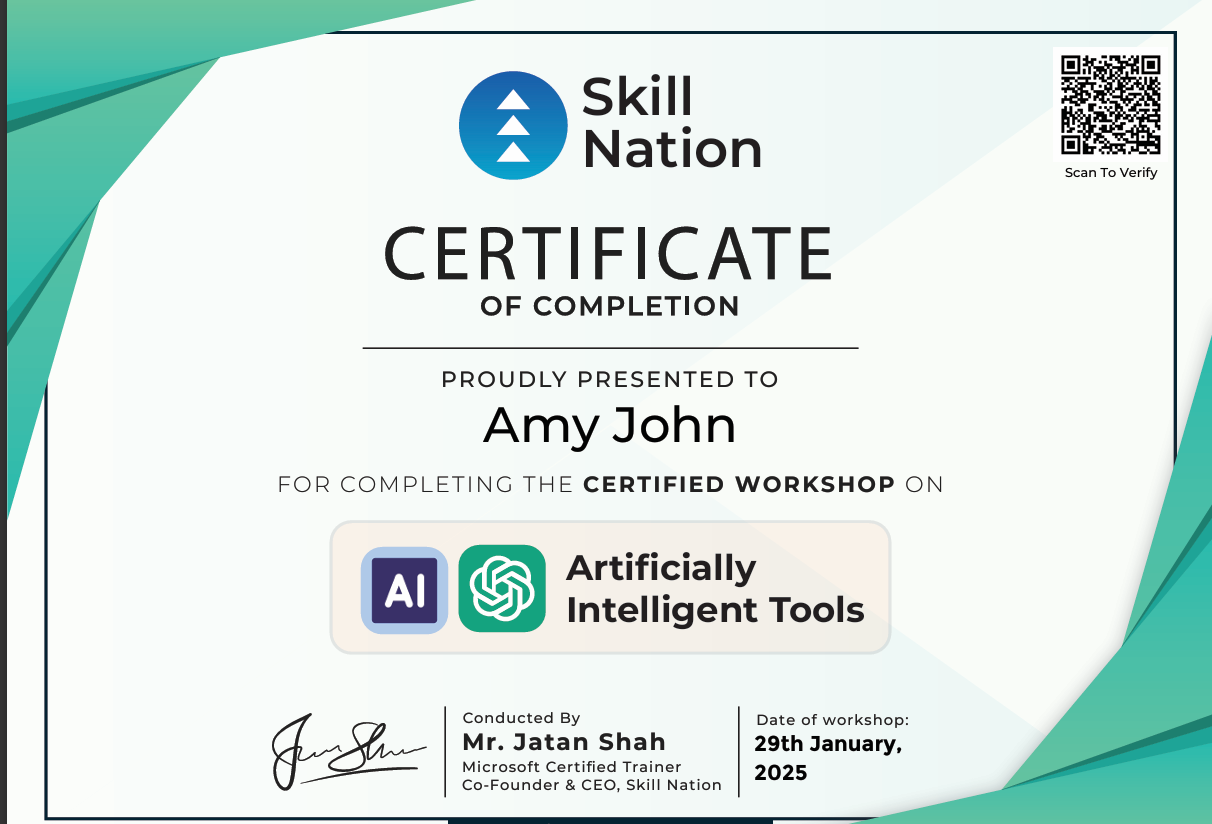 Skill
Nation
Scan To Verify
CERTIFICATE
OF COMPLETION
PROUDLY PRESENTED TO
Amy John
FOR COMPLETING THE CERTIFIED WORKSHOP ON
AI
Artificially
Intelligent Tools
Conducted By
Mr. Jatan Shah
Microsoft Certified Trainer
Co-Founder & CEO, Skill Nation
Date of workshop:
29th January,
2025